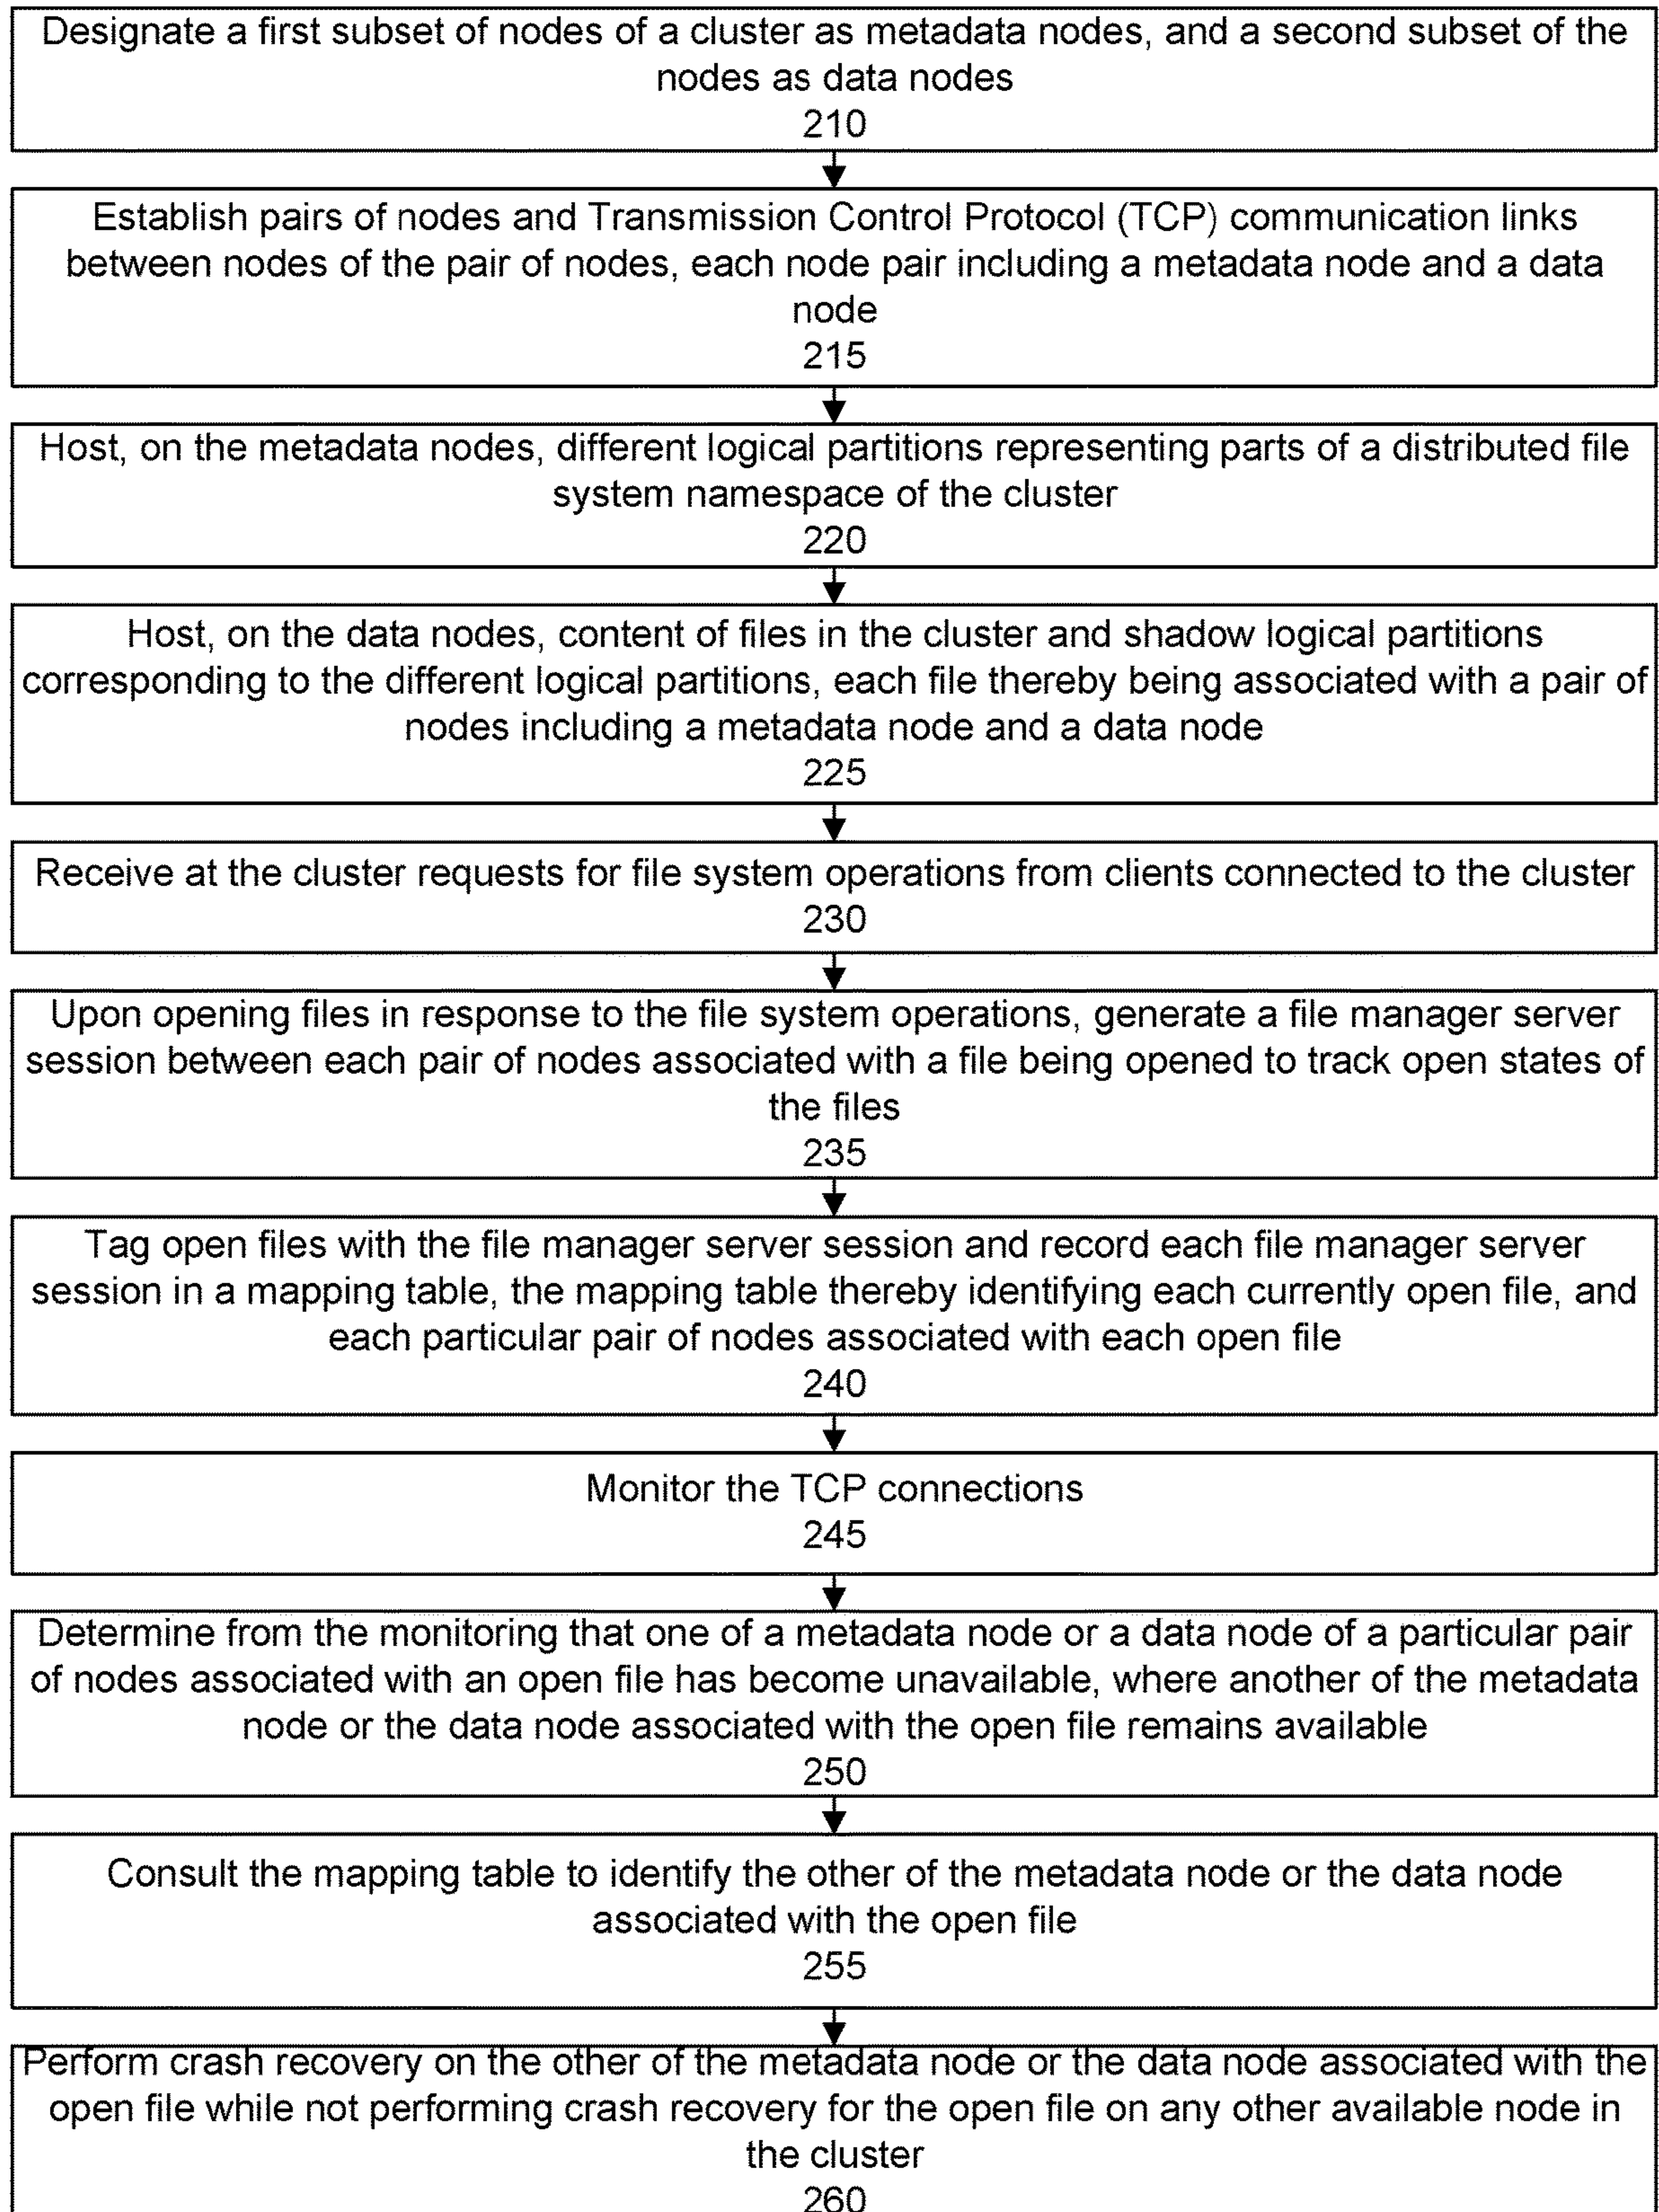 Designate a first subset of nodes of a cluster as metadata nodes, and a second subset of the
nodes as data nodes
210
Establish pairs of nodes and Transmission Control Protocol (TCP) communication links
between nodes of the pair of nodes, each node pair including a metadata node and a data
node
215
Host, on the metadata nodes, different logical partitions representing parts of a distributed file
system namespace of the cluster
220
Host, on the data nodes, content of files in the cluster and shadow logical partitions
corresponding to the different logical partitions, each file thereby being associated with a pair of
nodes including a metadata node and a data node
225
Receive at the cluster requests for file system operations from clients connected to the cluster
230
Upon opening files in response to the file system operations, generate a file manager server
session between each pair of nodes associated with a file being opened to track open states of
the files
235
Tag open files with the file manager server session and record each file manager server
session in a mapping table, the mapping table thereby identifying each currently open file, and
each particular pair of nodes associated with each open file
240
Monitor the TCP connections
245
Determine from the monitoring that one of a metadata node or a data node of a particular pair
of nodes associated with an open file has become unavailable, where another of the metadata
node or the data node associated with the open file remains available
250
Consult the mapping table to identify the other of the metadata node or the data node
associated with the open file
255
Perform crash recovery on the other of the metadata node or the data node associated with the
open file while not performing crash recovery for the open file on any other available node in
the cluster
260